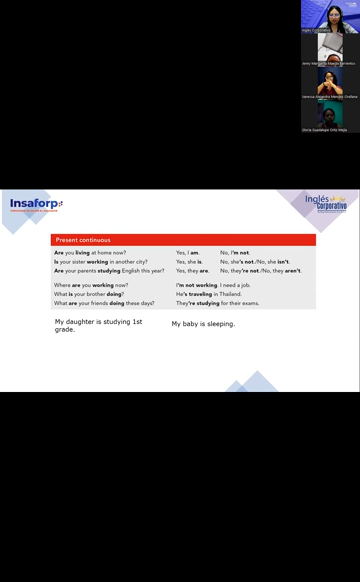 Inglés Corporativo
Insaforp
Inglés
Corporativo
Present continuous
Are you living at home now? Yes, I am. No, I'm not.
Is your sister working in another city? Yes, she is. No, she's not./No, she isn't.
Are your parents studying English this year? Yes, they are. No, they're not./No, they aren't.
Where are you working now? I'm not working. I need a job.
What is your brother doing? He's traveling in Thailand.
What are your friends doing these days? They're studying for their exams.
My daughter is studying 1st
grade.
My baby is sleeping.